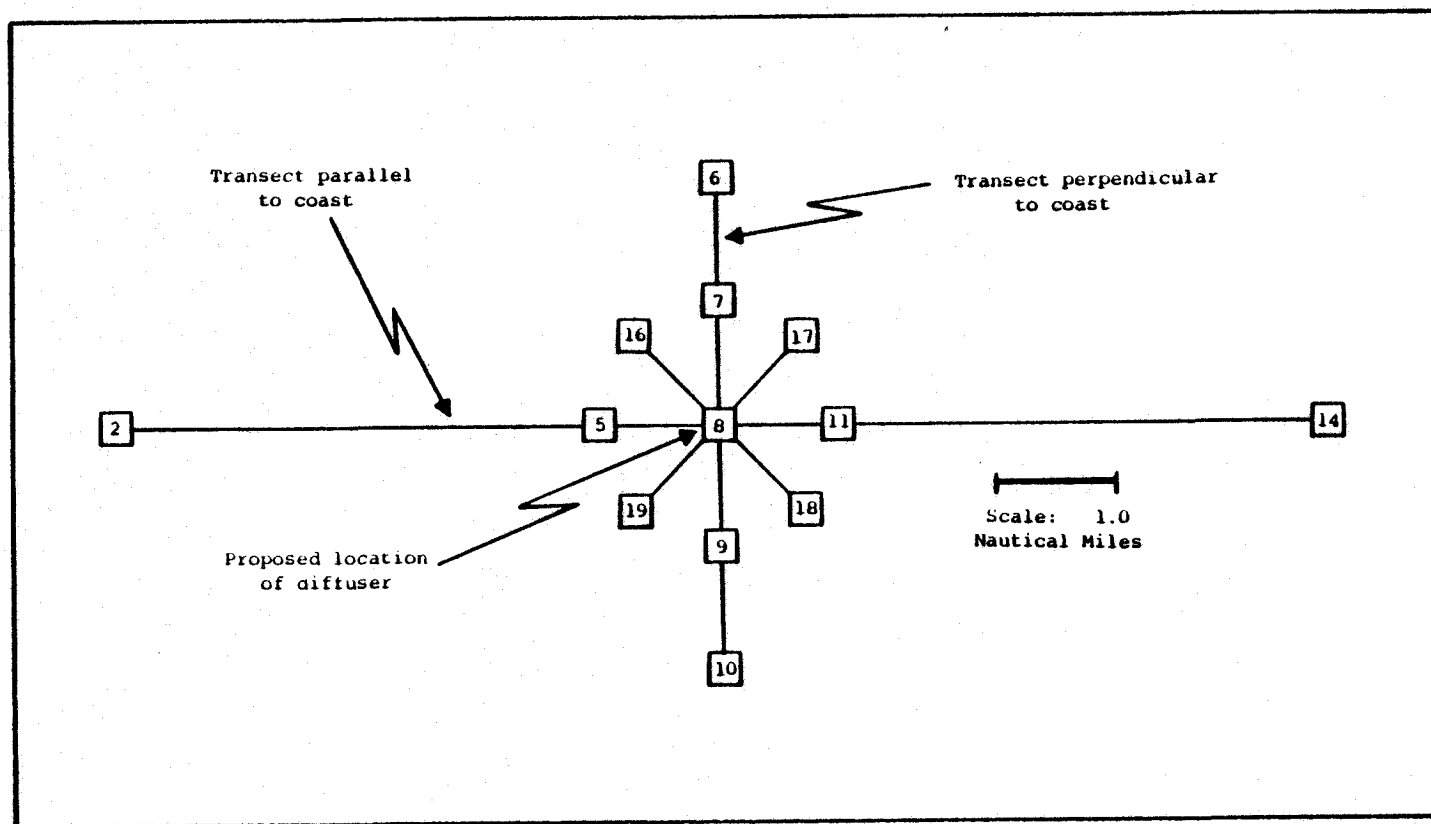 Transect parallel
to coast
6
Transect perpendicular
to coast
7
16
17
2
5
8
11
14
19
18
Scale: 1.0
Nautical Miles
9
Proposed location
of diffuser
10